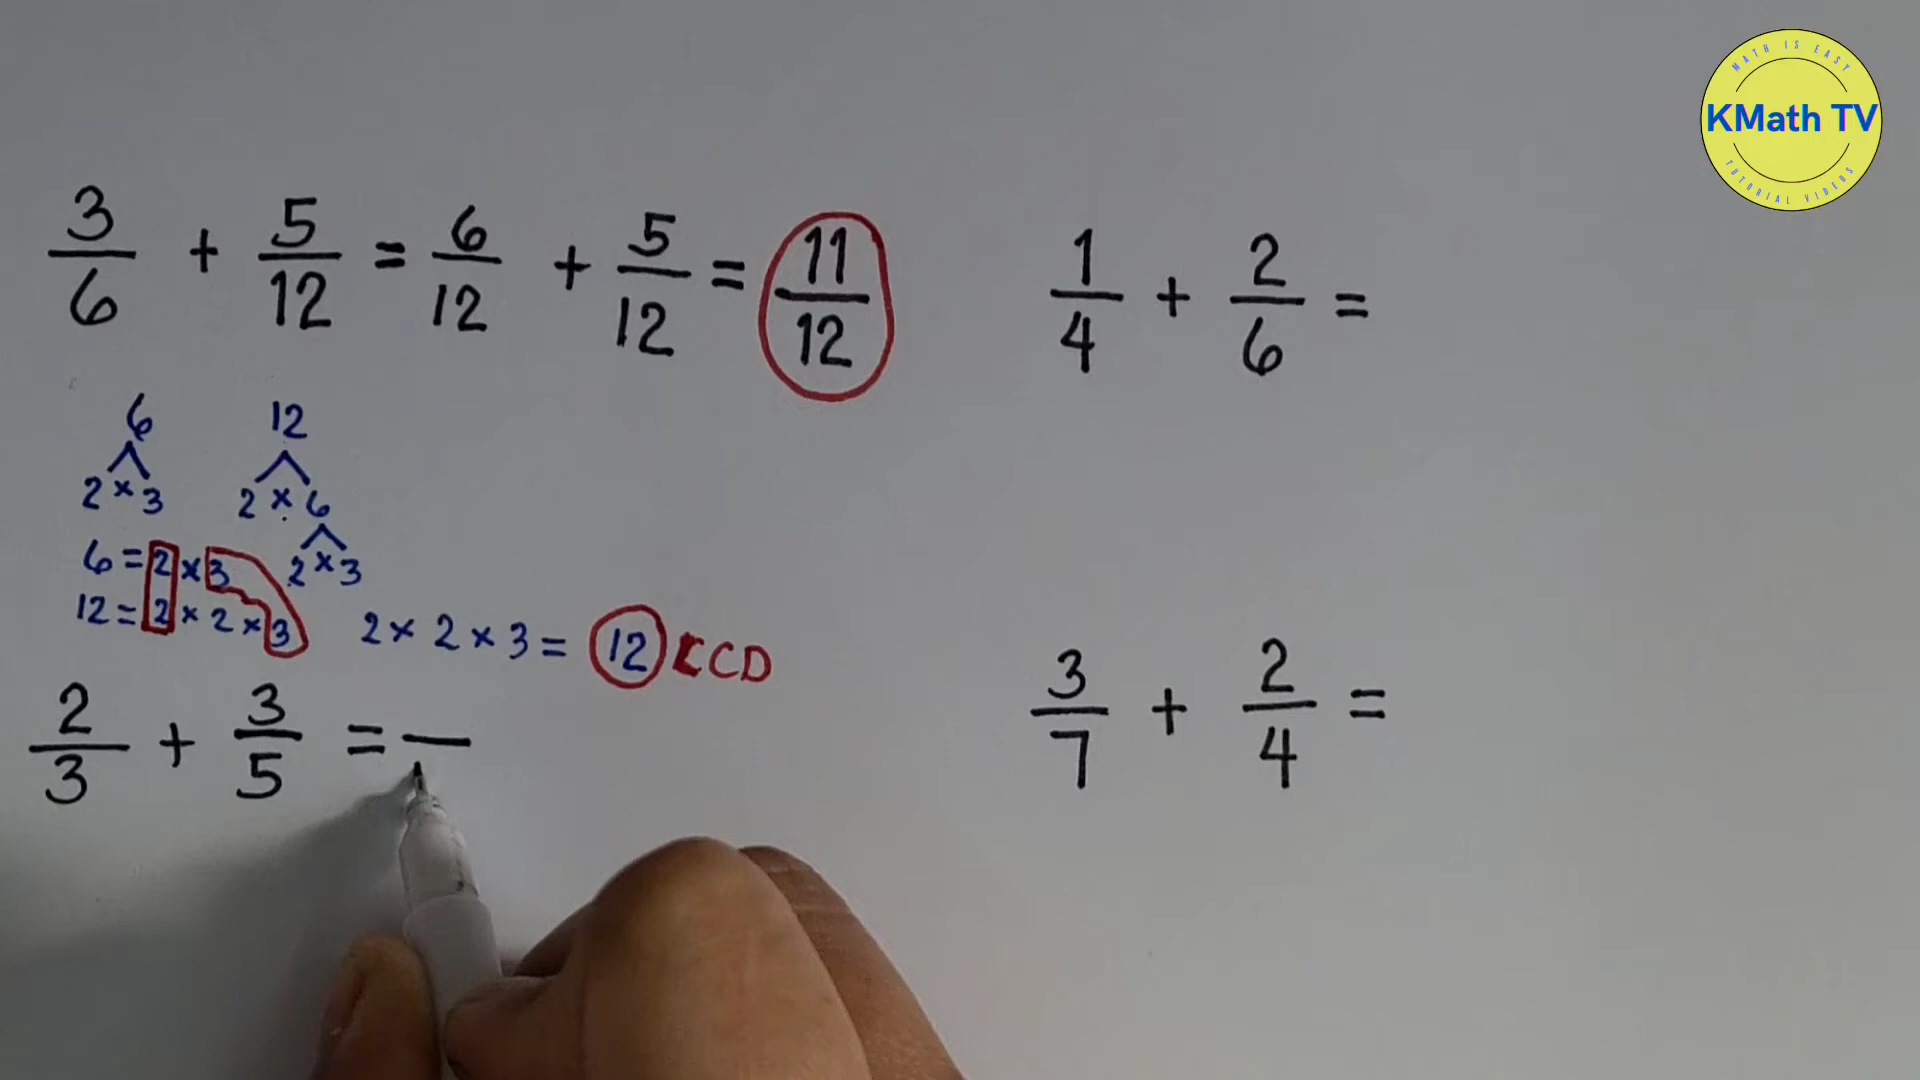 MATH IS EASY
KMath TV
TUTORIAL VIDEOS
3/6 + 5/12 = 6/12 + 5/12 = 11/12
6 12
2 × 3 2 × 6
2 × 3
6 = 2 × 3
12 = 2 × 2 × 3 2 × 2 × 3 = 12 LCD
2/3 + 3/5 =
1/4 + 2/6 =
3/7 + 2/4 =